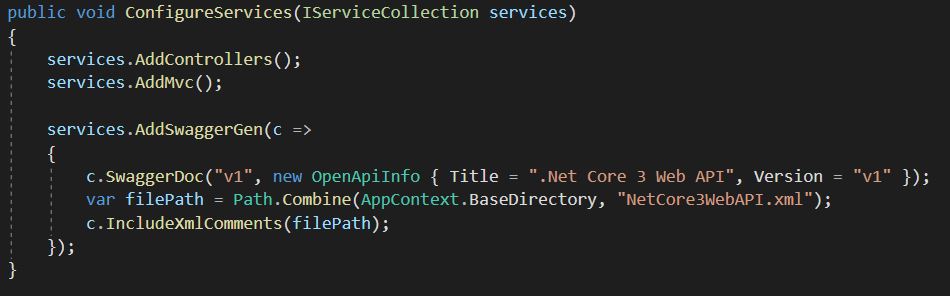 public void ConfigureServices(IServiceCollection services)
{
    services.AddControllers();
    services.AddMvc();

    services.AddSwaggerGen(c =>
    {
        c.SwaggerDoc("v1", new OpenApiInfo { Title = ".Net Core 3 Web API", Version = "v1" });
        var filePath = Path.Combine(AppContext.BaseDirectory, "NetCore3WebAPI.xml");
        c.IncludeXmlComments(filePath);
    });
}